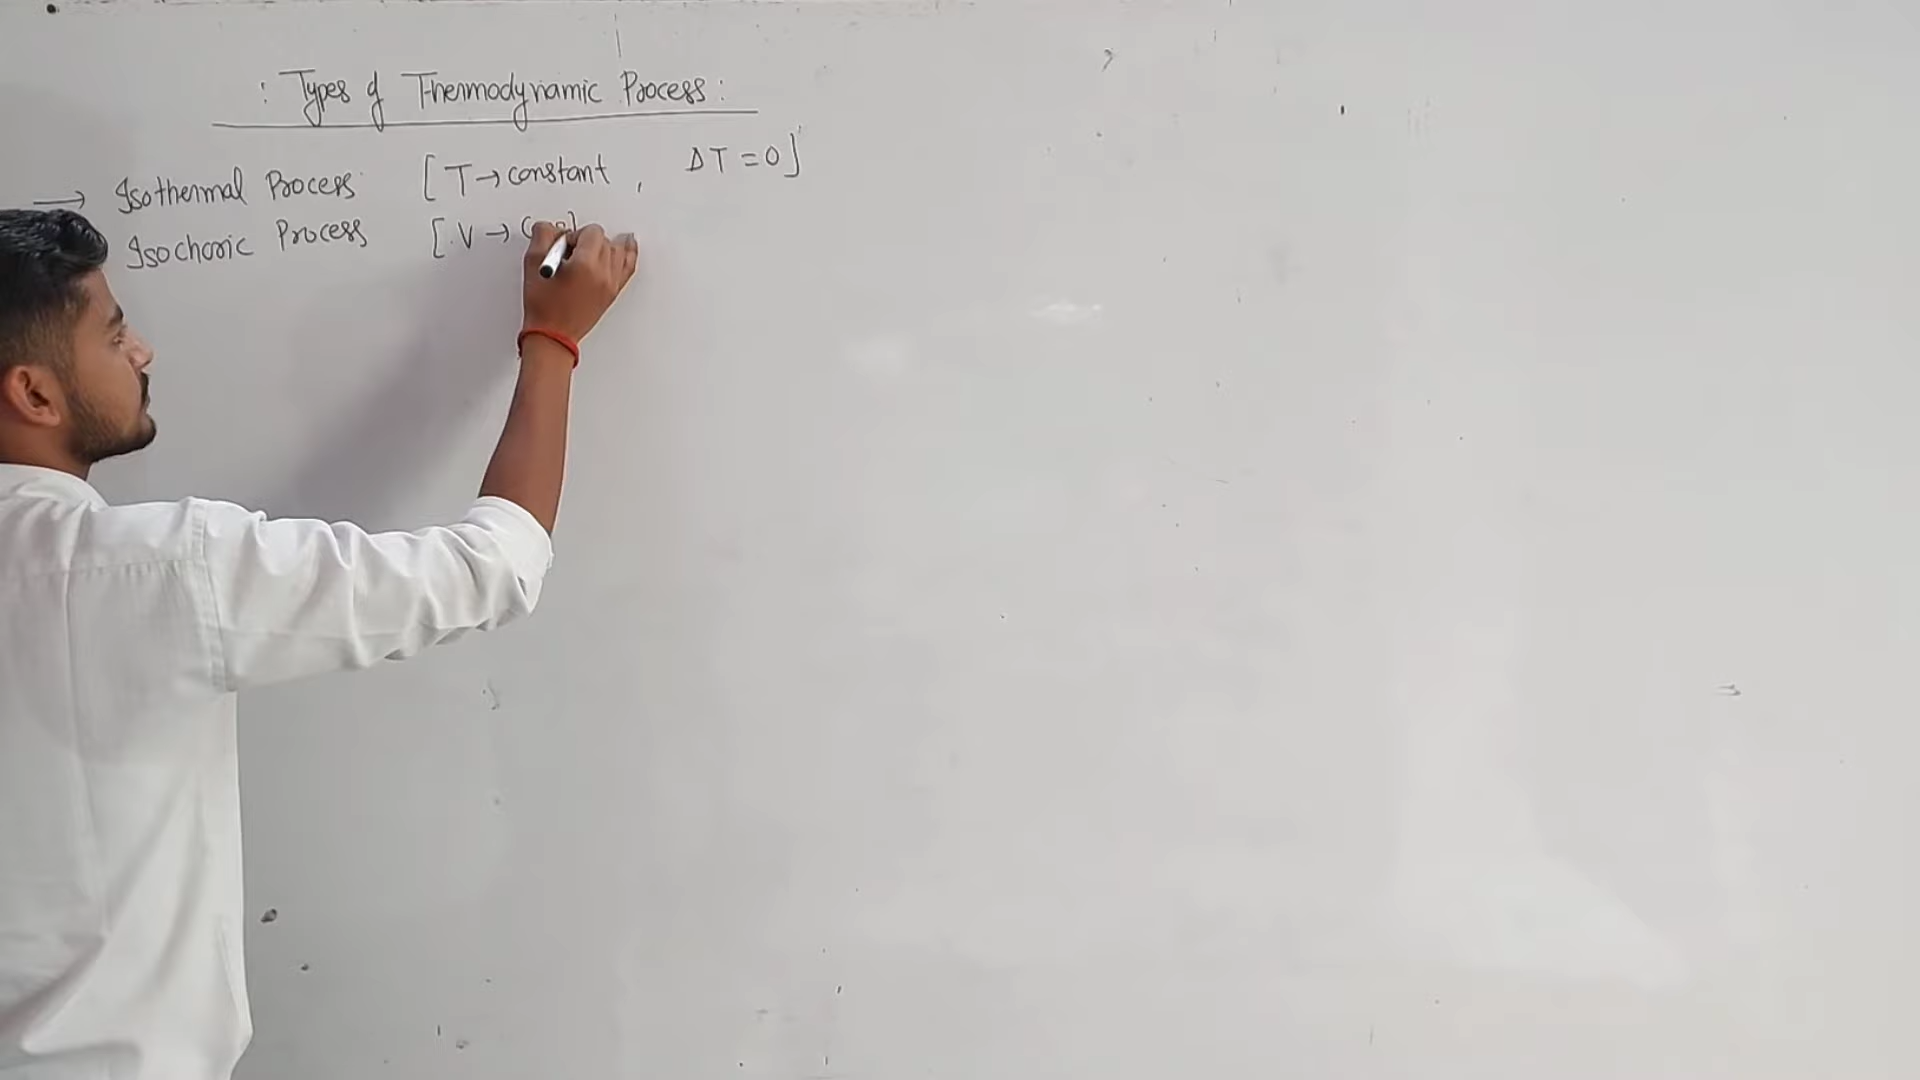 : Types of Thermodynamic Process :
→ Isothermal Process [ T → constant , ΔT = 0 ]
Isochoric Process [ V →